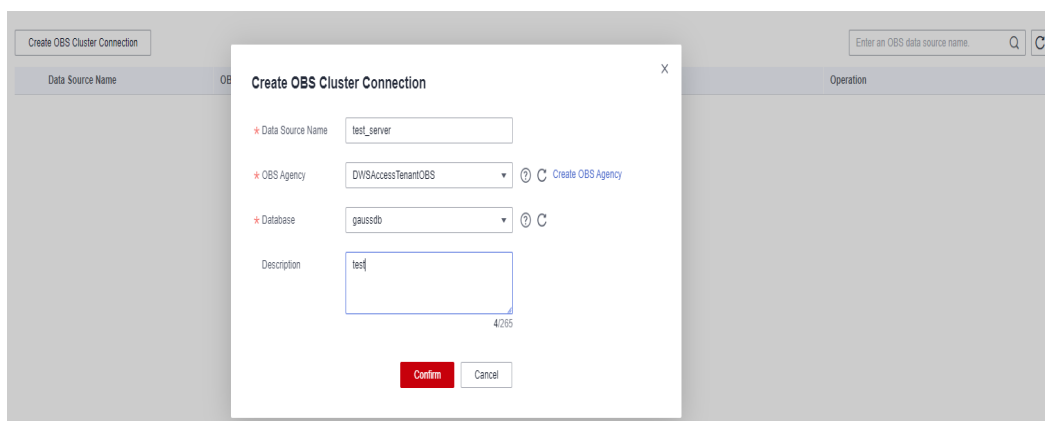 Create OBS Cluster Connection
Enter an OBS data source name.
Data Source Name
OB
Operation
Create OBS Cluster Connection
X
* Data Source Name
test_server
* OBS Agency
DWSAccessTenantOBS
Create OBS Agency
* Database
gaussdb
Description
test
4/265
Confirm
Cancel